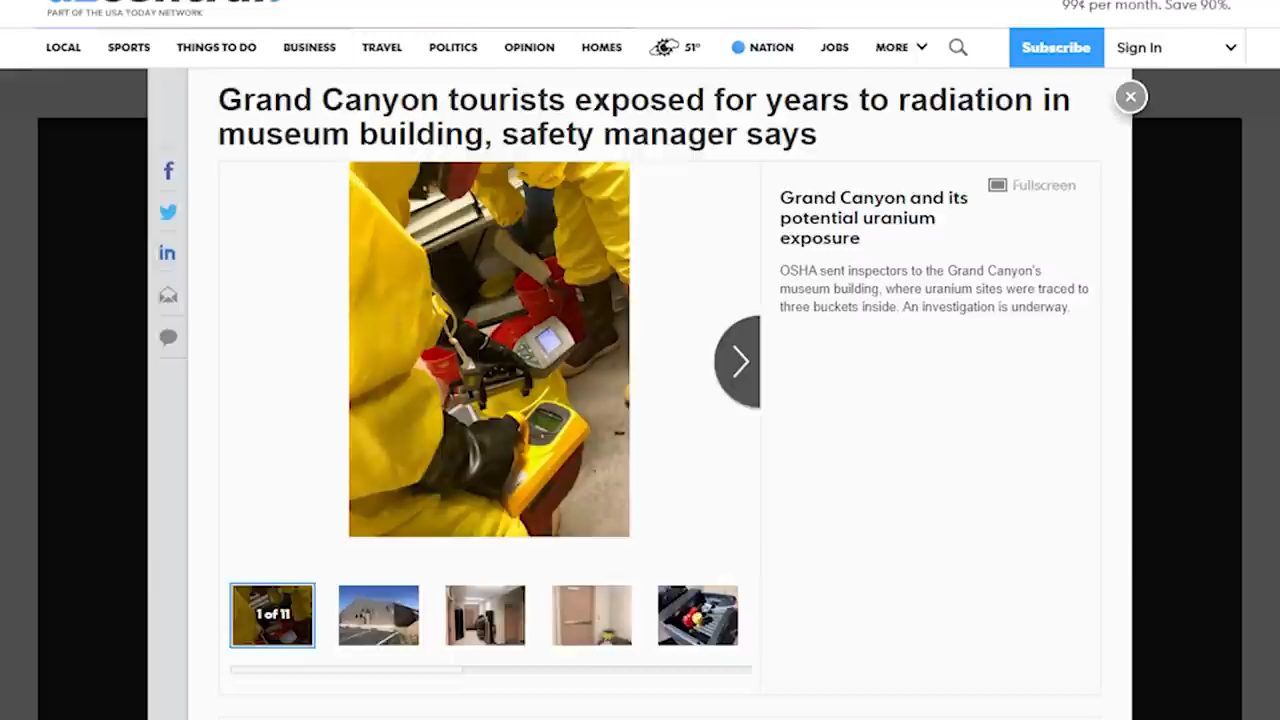 PART OF THE USA TODAY NETWORK
99¢ per month. Save 90%.
LOCAL SPORTS THINGS TO DO BUSINESS TRAVEL POLITICS OPINION HOMES 51° NATION JOBS MORE Subscribe Sign In
Grand Canyon tourists exposed for years to radiation in
museum building, safety manager says
Fullscreen
Grand Canyon and its
potential uranium
exposure
OSHA sent inspectors to the Grand Canyon's
museum building, where uranium sites were traced to
three buckets inside. An investigation is underway.
1 of 11